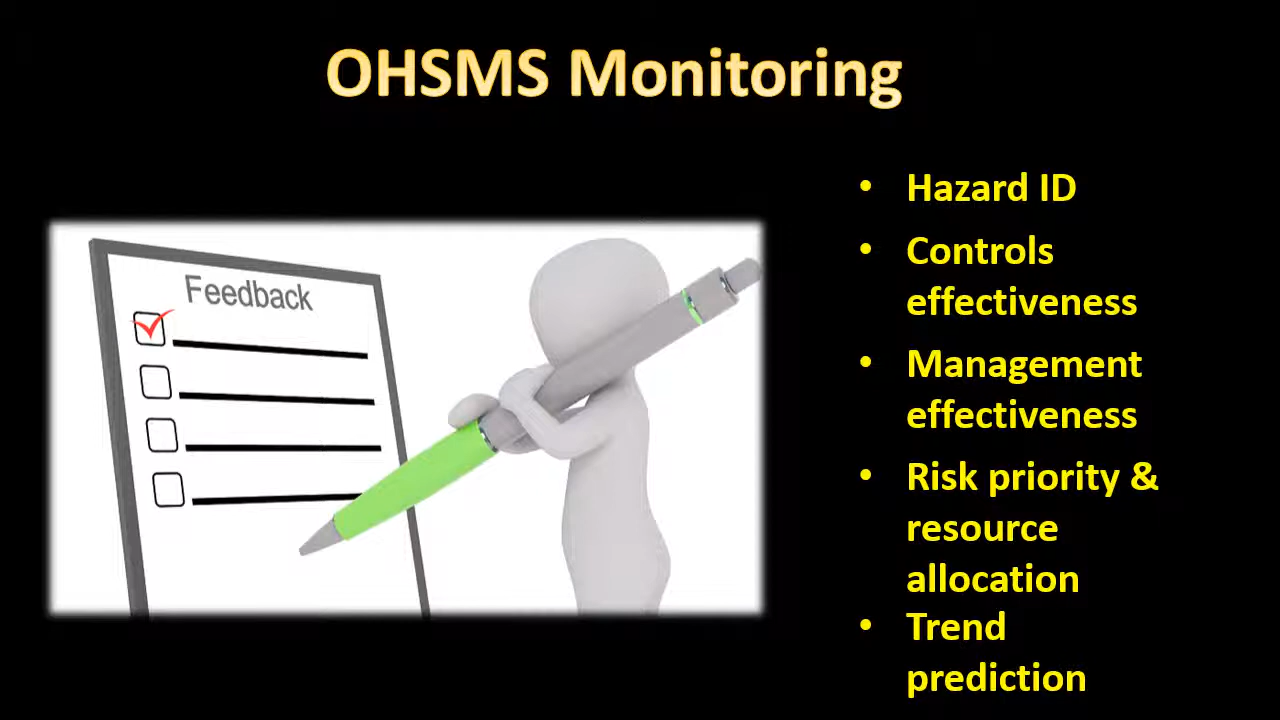 OHSMS Monitoring
Feedback
• Hazard ID
• Controls
effectiveness
• Management
effectiveness
• Risk priority &
resource
allocation
• Trend
prediction